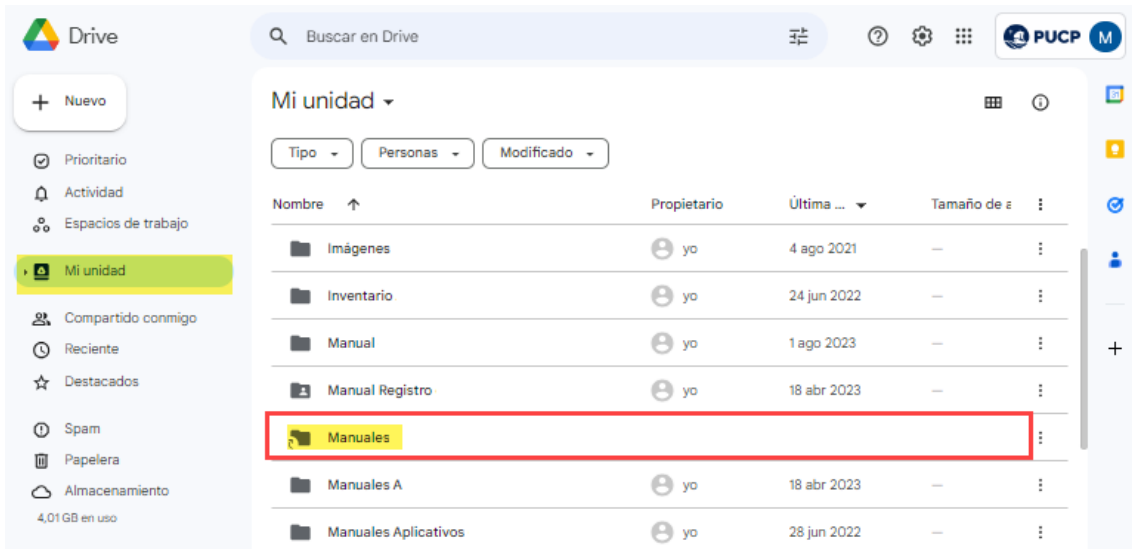 Drive
Buscar en Drive
PUCP M
Nuevo
Mi unidad
Tipo Personas Modificado
Prioritario
Actividad
Espacios de trabajo
Mi unidad
Compartido conmigo
Reciente
Destacados
Spam
Papelera
Almacenamiento
4,01 GB en uso
Nombre Propietario Última ... Tamaño de a
Imágenes yo 4 ago 2021 —
Inventario yo 24 jun 2022 —
Manual yo 1 ago 2023 —
Manual Registro yo 18 abr 2023 —
Manuales
Manuales A yo 18 abr 2023 —
Manuales Aplicativos yo 28 jun 2022 —